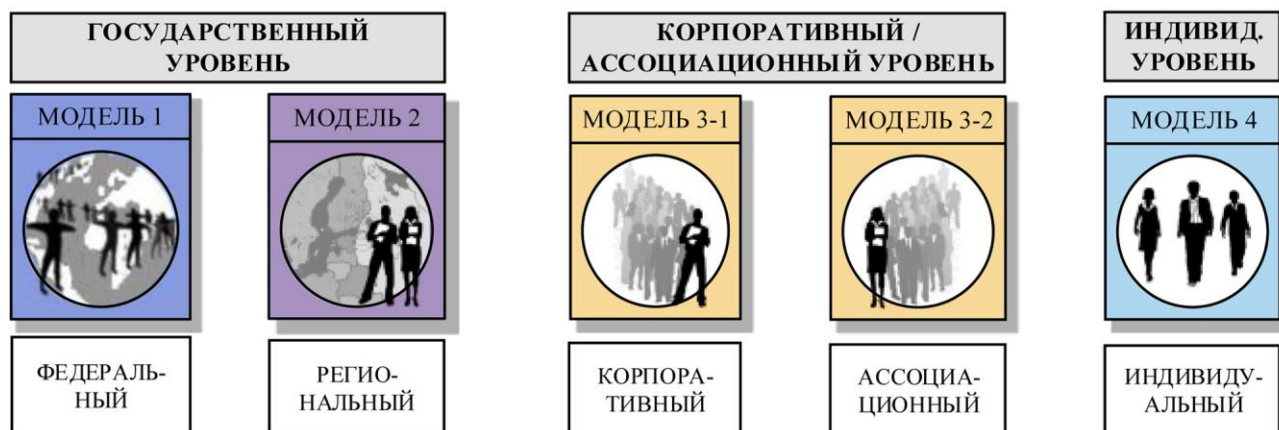 ГОСУДАРСТВЕННЫЙ
УРОВЕНЬ
КОРПОРАТИВНЫЙ /
АССОЦИАЦИОННЫЙ УРОВЕНЬ
ИНДИВИД.
УРОВЕНЬ
МОДЕЛЬ 1
МОДЕЛЬ 2
МОДЕЛЬ 3-1
МОДЕЛЬ 3-2
МОДЕЛЬ 4
ФЕДЕРАЛЬ-
НЫЙ
РЕГИО-
НАЛЬНЫЙ
КОРПОРА-
ТИВНЫЙ
АССОЦИА-
ЦИОННЫЙ
ИНДИВИДУ-
АЛЬНЫЙ